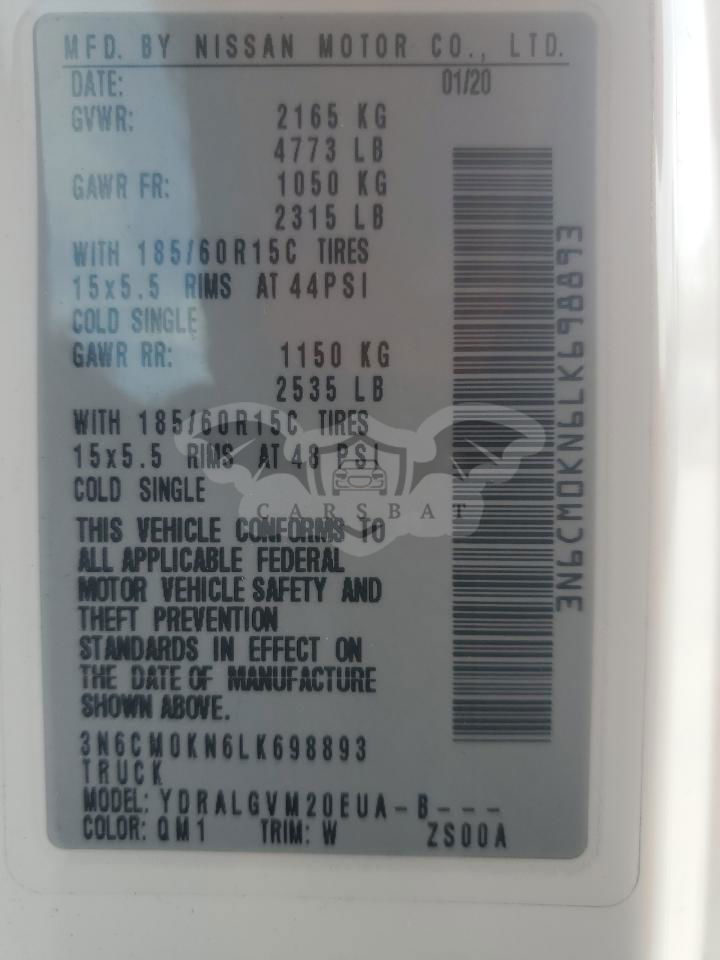 MFD. BY NISSAN MOTOR CO., LTD.
DATE: 01/20
GVWR: 2165 KG
4773 LB
GAWR FR: 1050 KG
2315 LB
WITH 185/60R15C TIRES
15x5.5 RIMS AT 44PSI
COLD SINGLE
GAWR RR: 1150 KG
2535 LB
WITH 185/60R15C TIRES
15x5.5 RIMS AT 48 PSI
COLD SINGLE
CARSBAT
THIS VEHICLE CONFORMS TO
ALL APPLICABLE FEDERAL
MOTOR VEHICLE SAFETY AND
THEFT PREVENTION
STANDARDS IN EFFECT ON
THE DATE OF MANUFACTURE
SHOWN ABOVE.
3N6CM0KN6LK698893
TRUCK
MODEL: YDRALGVM20EUA-B---
COLOR: QM1 TRIM: W ZS00A
3N6CM0KN6LK698893